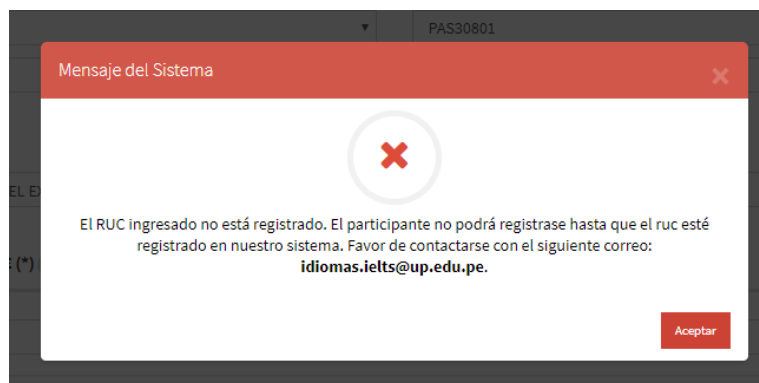 PAS30801
Mensaje del Sistema
EL EX
El RUC ingresado no está registrado. El participante no podrá registrase hasta que el ruc esté
registrado en nuestro sistema. Favor de contactarse con el siguiente correo:
(*)
idiomas.ielts@up.edu.pe.
Aceptar